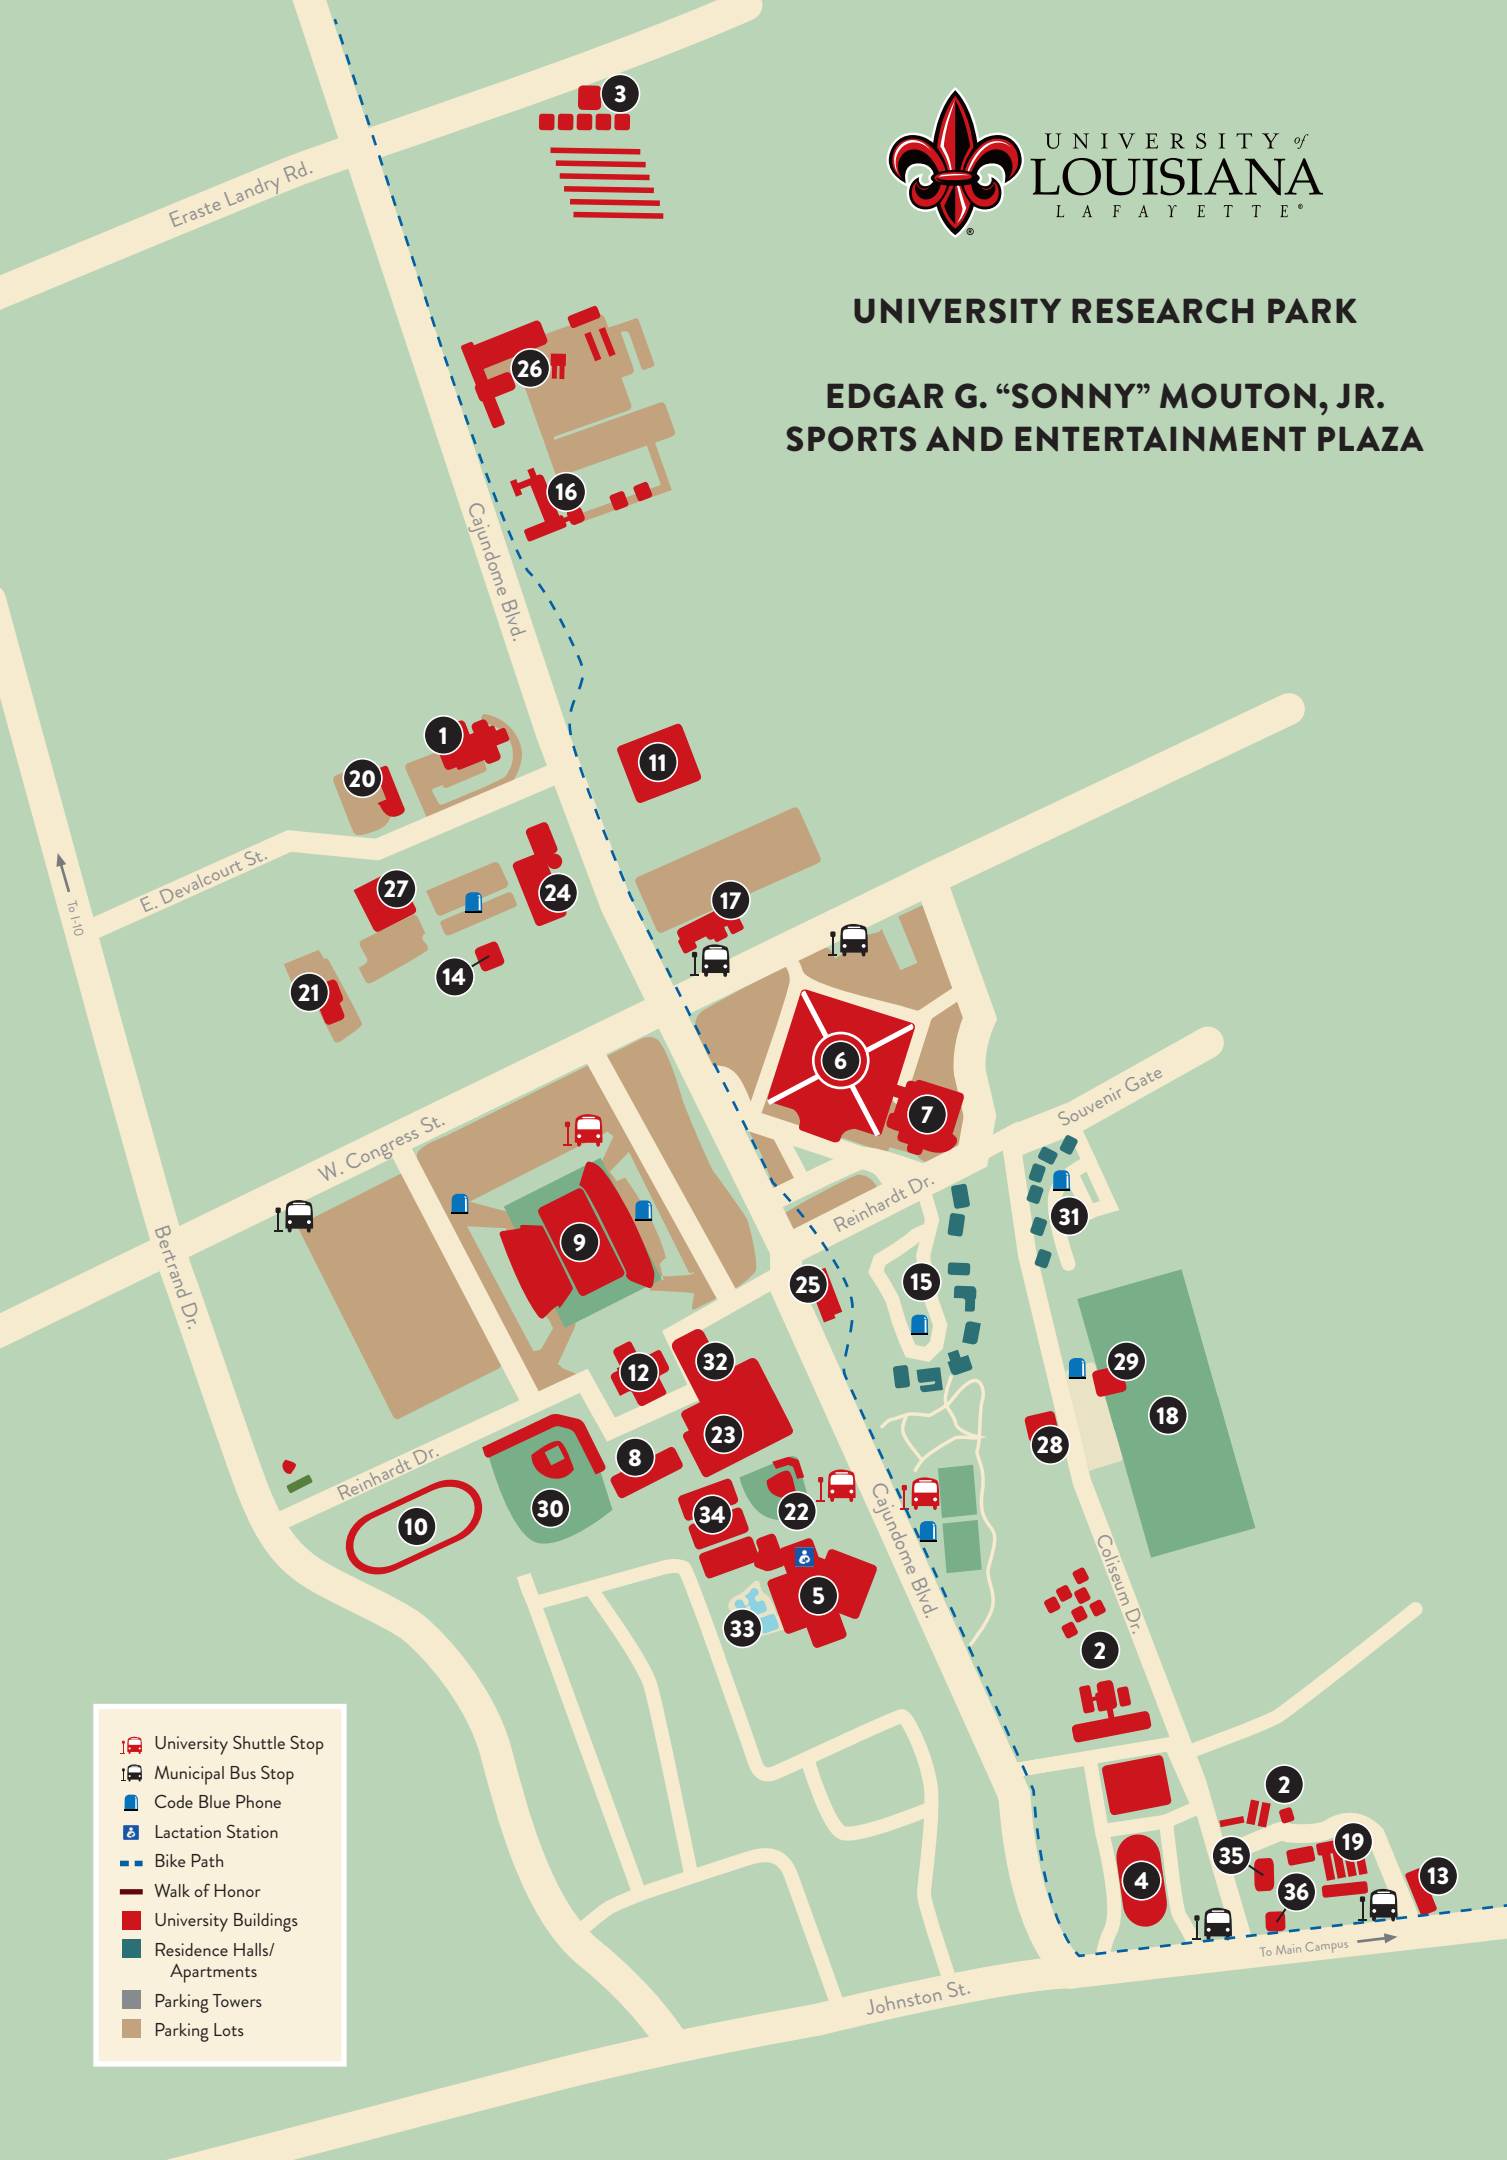 3
UNIVERSITY of
LOUISIANA
LAFAYETTE®
®
Eraste Landry Rd.
UNIVERSITY RESEARCH PARK
EDGAR G. “SONNY” MOUTON, JR.
SPORTS AND ENTERTAINMENT PLAZA
26
16
Cajundome Blvd.
1
20
11
E. Devalcourt St.
27
24
17
To I-10
14
21
6
7
Souvenir Gate
W. Congress St.
Reinhardt Dr.
31
9
Bertrand Dr.
25
15
12
32
29
18
23
28
8
Reinhardt Dr.
30
10
34
22
Cajundome Blvd.
Coliseum Dr.
5
33
2
University Shuttle Stop
Municipal Bus Stop
Code Blue Phone
Lactation Station
Bike Path
Walk of Honor
University Buildings
Residence Halls/
Apartments
Parking Towers
Parking Lots
2
35
19
4
36
13
To Main Campus
Johnston St.